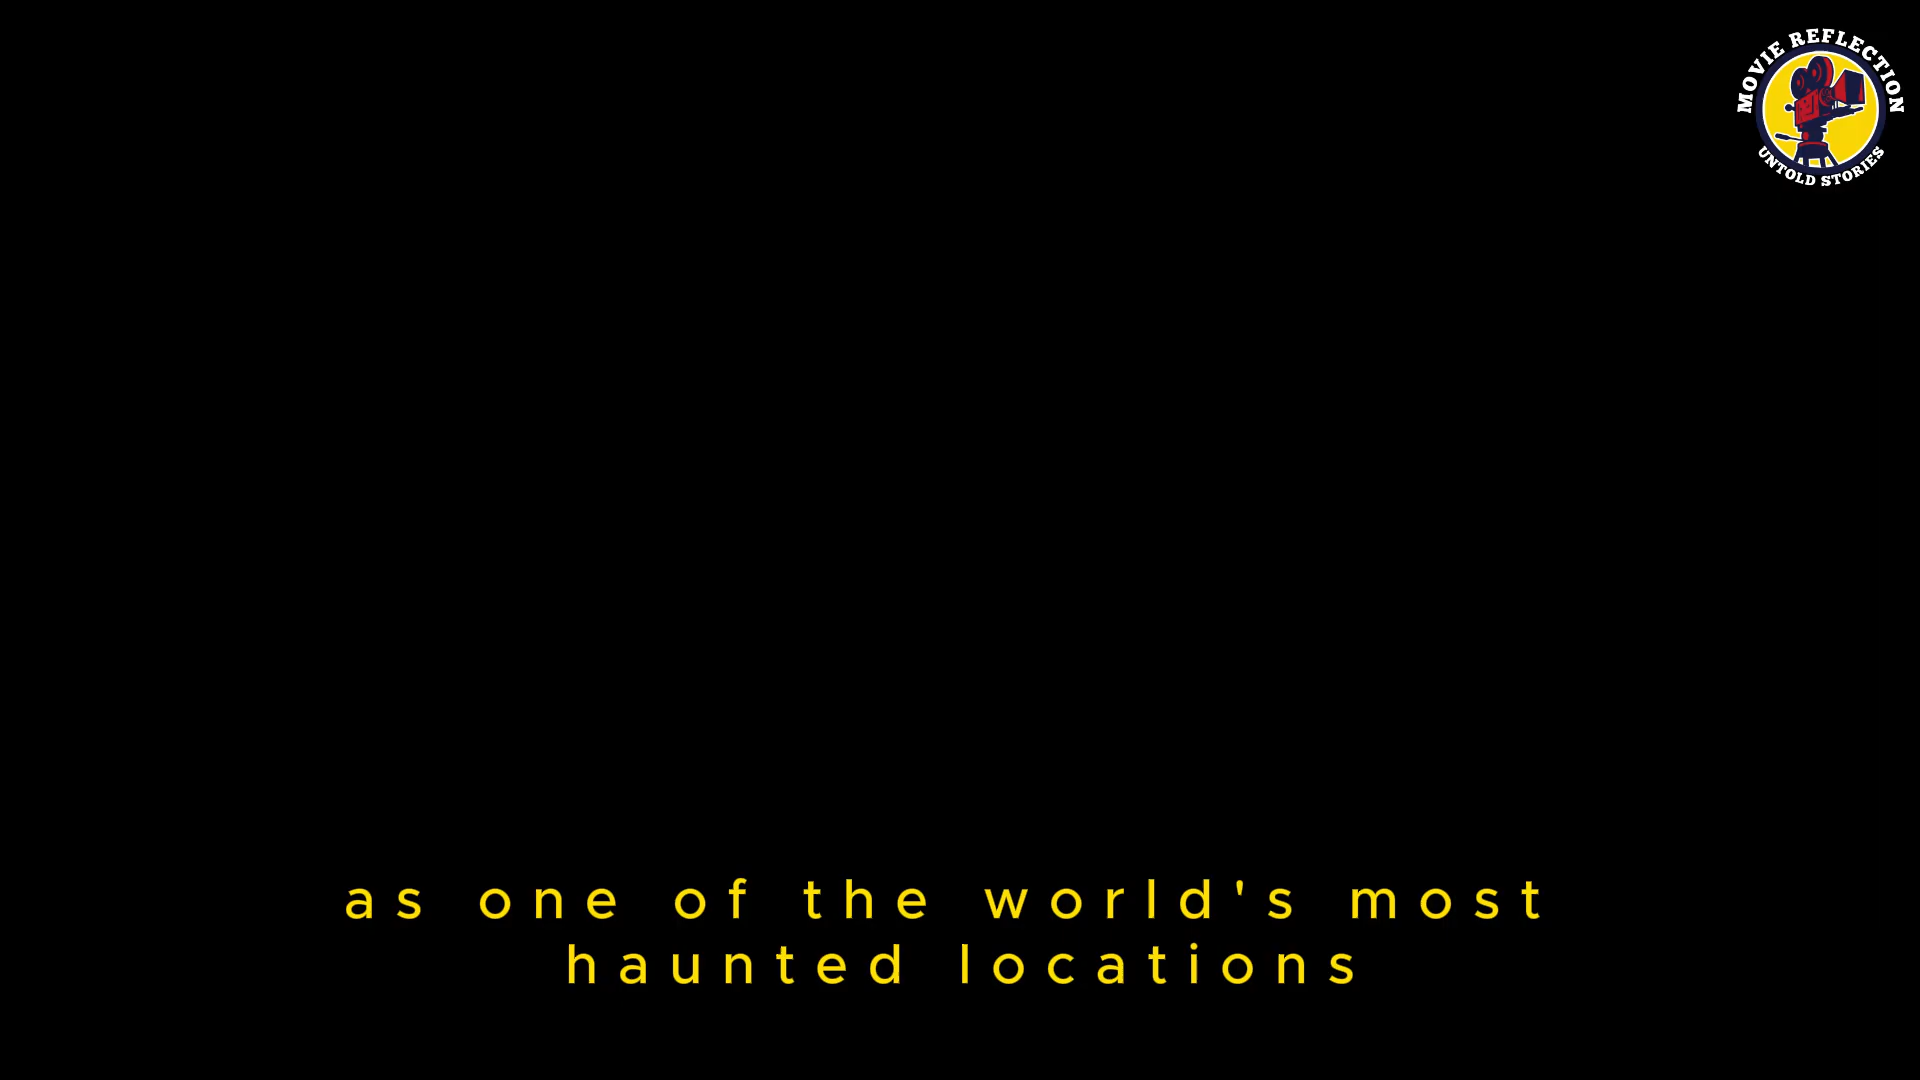 MOVIE REFLECTION
UNTOLD STORIES
as one of the world's most
haunted locations